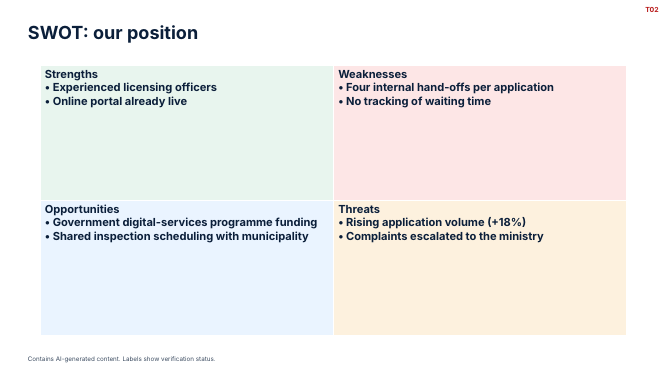 T02
SWOT: our position
Strengths
• Experienced licensing officers
• Online portal already live
Weaknesses
• Four internal hand-offs per application
• No tracking of waiting time
Opportunities
• Government digital-services programme funding
• Shared inspection scheduling with municipality
Threats
• Rising application volume (+18%)
• Complaints escalated to the ministry
Contains AI-generated content. Labels show verification status.